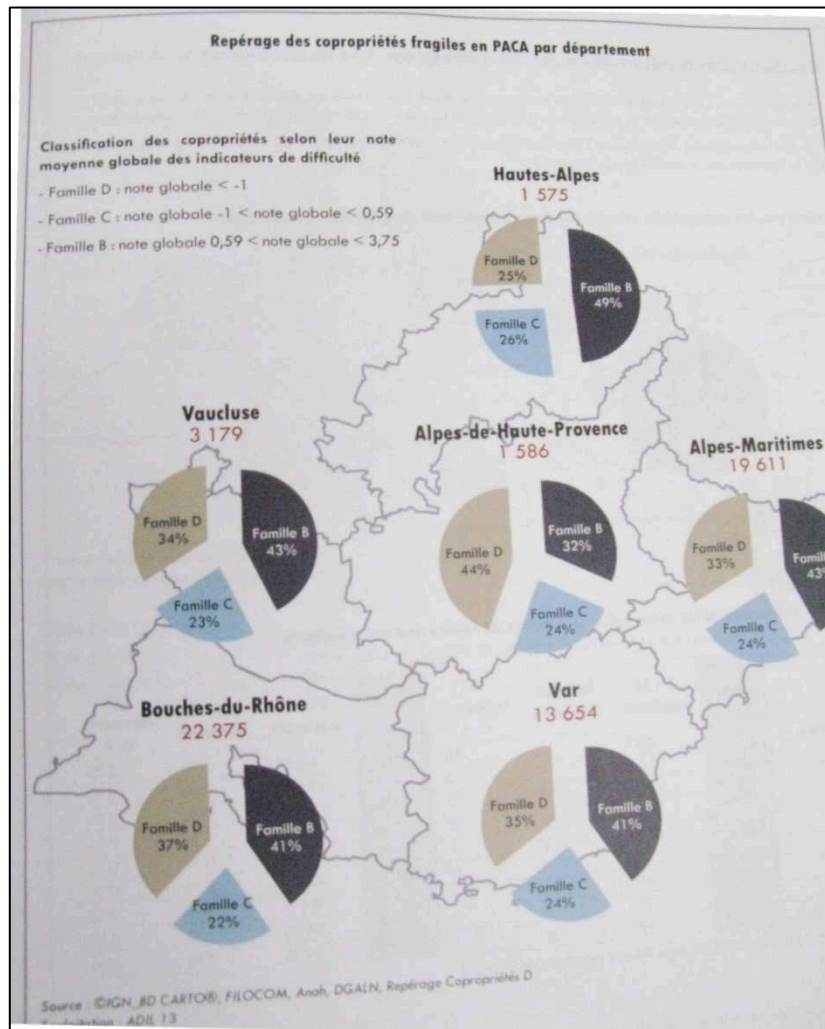 Repérage des copropriétés fragiles en PACA par département
Classification des copropriétés selon leur note
moyenne globale des indicateurs de difficulté
- Famille D : note globale < -1
- Famille C : note globale -1 < note globale < 0,59
- Famille B : note globale 0,59 < note globale < 3,75
Hautes-Alpes
1 575
Famille D
25%
Famille B
49%
Famille C
26%
Vaucluse
3 179
Famille D
34%
Famille B
43%
Famille C
23%
Alpes-de-Haute-Provence
1 586
Famille D
44%
Famille B
32%
Famille C
24%
Alpes-Maritimes
19 611
Famille D
33%
Famille
43%
Famille C
24%
Bouches-du-Rhône
22 375
Famille D
37%
Famille B
41%
Famille C
22%
Var
13 654
Famille D
35%
Famille B
41%
Famille C
24%
Source : ©IGN_BD CARTO®, FILOCOM, Anah, DGALN, Repérage Copropriétés D
: ADIL 13